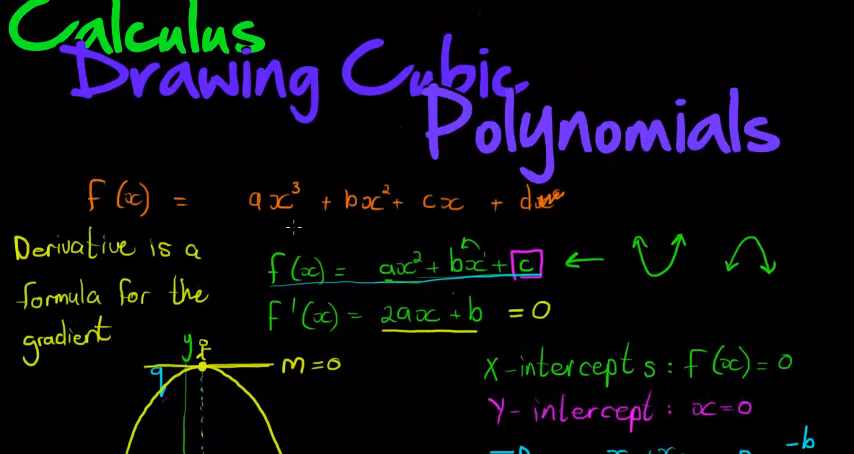 Calculus
Drawing Cubic
Polynomials
f(x) = ax³ + bx² + cx + d
Derivative is a
formula for the
gradient
f(x) = ax² + bx + c ←
f'(x) = 2ax + b = 0
y
m = 0
9
x-intercepts: f(x) = 0
y-intercept: x = 0
-b